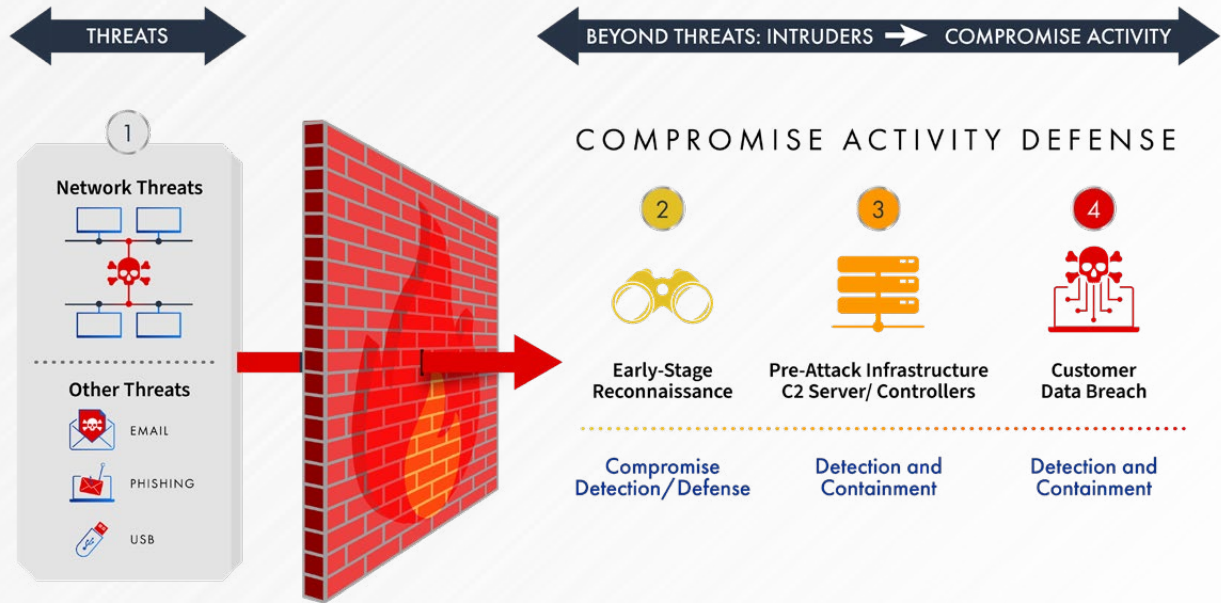 THREATS
BEYOND THREATS: INTRUDERS
COMPROMISE ACTIVITY
1
Network Threats
Other Threats
EMAIL
PHISHING
USB
COMPROMISE ACTIVITY DEFENSE
2
Early-Stage
Reconnaissance
Compromise
Detection/Defense
3
Pre-Attack Infrastructure
C2 Server/ Controllers
Detection and
Containment
4
Customer
Data Breach
Detection and
Containment